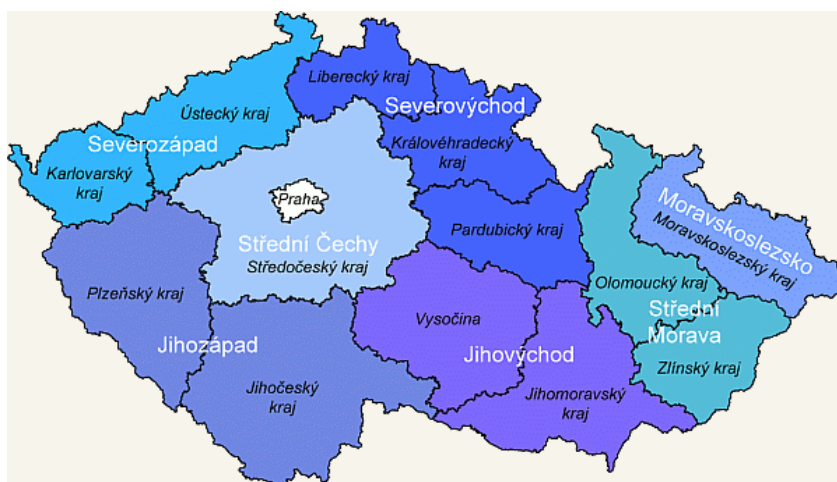 Liberecký kraj
Ústecký kraj
Severovýchod
Severozápad
Královéhradecký
kraj
Karlovarský
kraj
Praha
Pardubický kraj
Moravskoslezsko
Moravskoslezský kraj
Střední Čechy
Středočeský kraj
Olomoucký kraj
Plzeňský kraj
Střední
Morava
Vysočina
Jihozápad
Jihovýchod
Zlínský kraj
Jihočeský
kraj
Jihomoravský
kraj